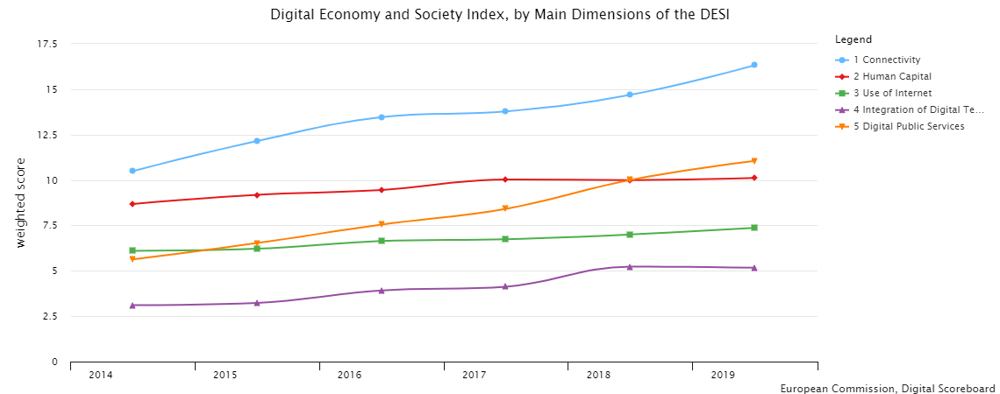 Digital Economy and Society Index, by Main Dimensions of the DESI
weighted score
17.5
15
12.5
10
7.5
5
2.5
0
2014 2015 2016 2017 2018 2019
Legend
1 Connectivity
2 Human Capital
3 Use of Internet
4 Integration of Digital Te...
5 Digital Public Services
European Commission, Digital Scoreboard